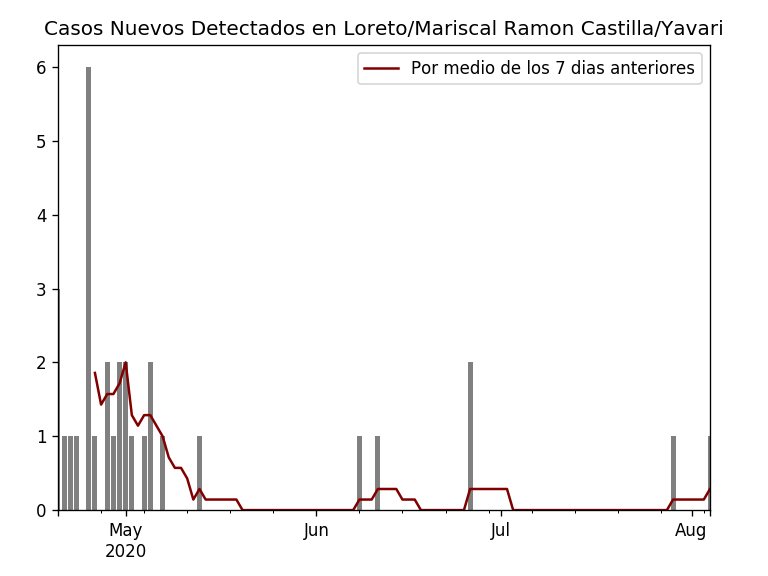 Casos Nuevos Detectados en Loreto/Mariscal Ramon Castilla/Yavari
Por medio de los 7 dias anteriores
6
5
4
3
2
1
0
May Jun Jul Aug
2020